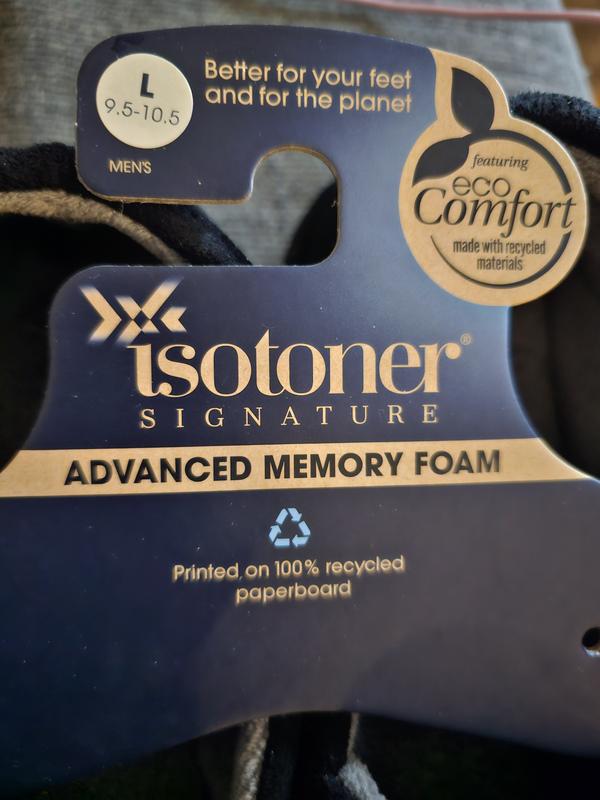 L
9.5-10.5
MEN'S
Better for your feet
and for the planet
featuring
eco
Comfort
made with recycled
materials
isotoner®
SIGNATURE
ADVANCED MEMORY FOAM
Printed on 100% recycled
paperboard